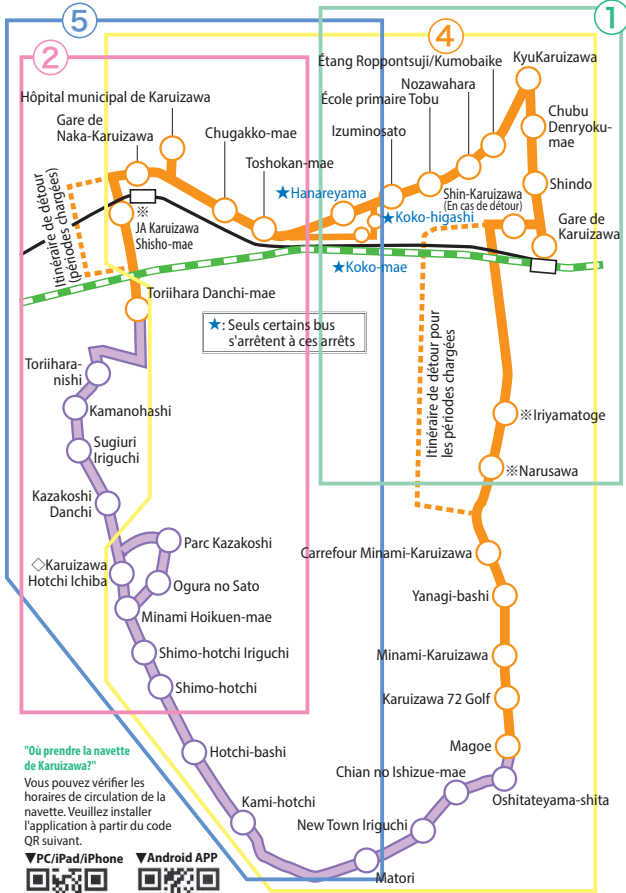 ⑤
①
②
④
Étang Roppontsuji/Kumobaike
KyuKaruizawa
Hôpital municipal de Karuizawa
Nozawahara
École primaire Tobu
Gare de
Naka-Karuizawa
Chugakko-mae
Izuminosato
Chubu
Denryoku-
mae
Toshokan-mae
★Hanareyama
Shin-Karuizawa
(En cas de détour)
Shindo
Itinéraire de détour
périodes chargées)
※
JA Karuizawa
Shisho-mae
★Koko-higashi
Gare de
Karuizawa
★Koko-mae
Toriihara Danchi-mae
★: Seuls certains bus
s'arrêtent à ces arrêts
Itinéraire de détour pour
les périodes chargées
Toriihara-
nishi
Kamanohashi
※Iriyamatoge
Sugiuri
Iriguchi
※Narusawa
Kazakoshi
Danchi
Parc Kazakoshi
Carrefour Minami-Karuizawa
◇Karuizawa
Hotchi Ichiba
Ogura no Sato
Yanagi-bashi
Minami Hoikuen-mae
Shimo-hotchi Iriguchi
Minami-Karuizawa
Shimo-hotchi
Karuizawa 72 Golf
Hotchi-bashi
Magoe
Chian no Ishizue-mae
Oshitateyama-shita
Kami-hotchi
New Town Iriguchi
Matori
"Où prendre la navette
de Karuizawa?"
Vous pouvez vérifier les
horaires de circulation de la
navette. Veuillez installer
l'application à partir du code
QR suivant.
▼PC/iPad/iPhone
▼Android APP